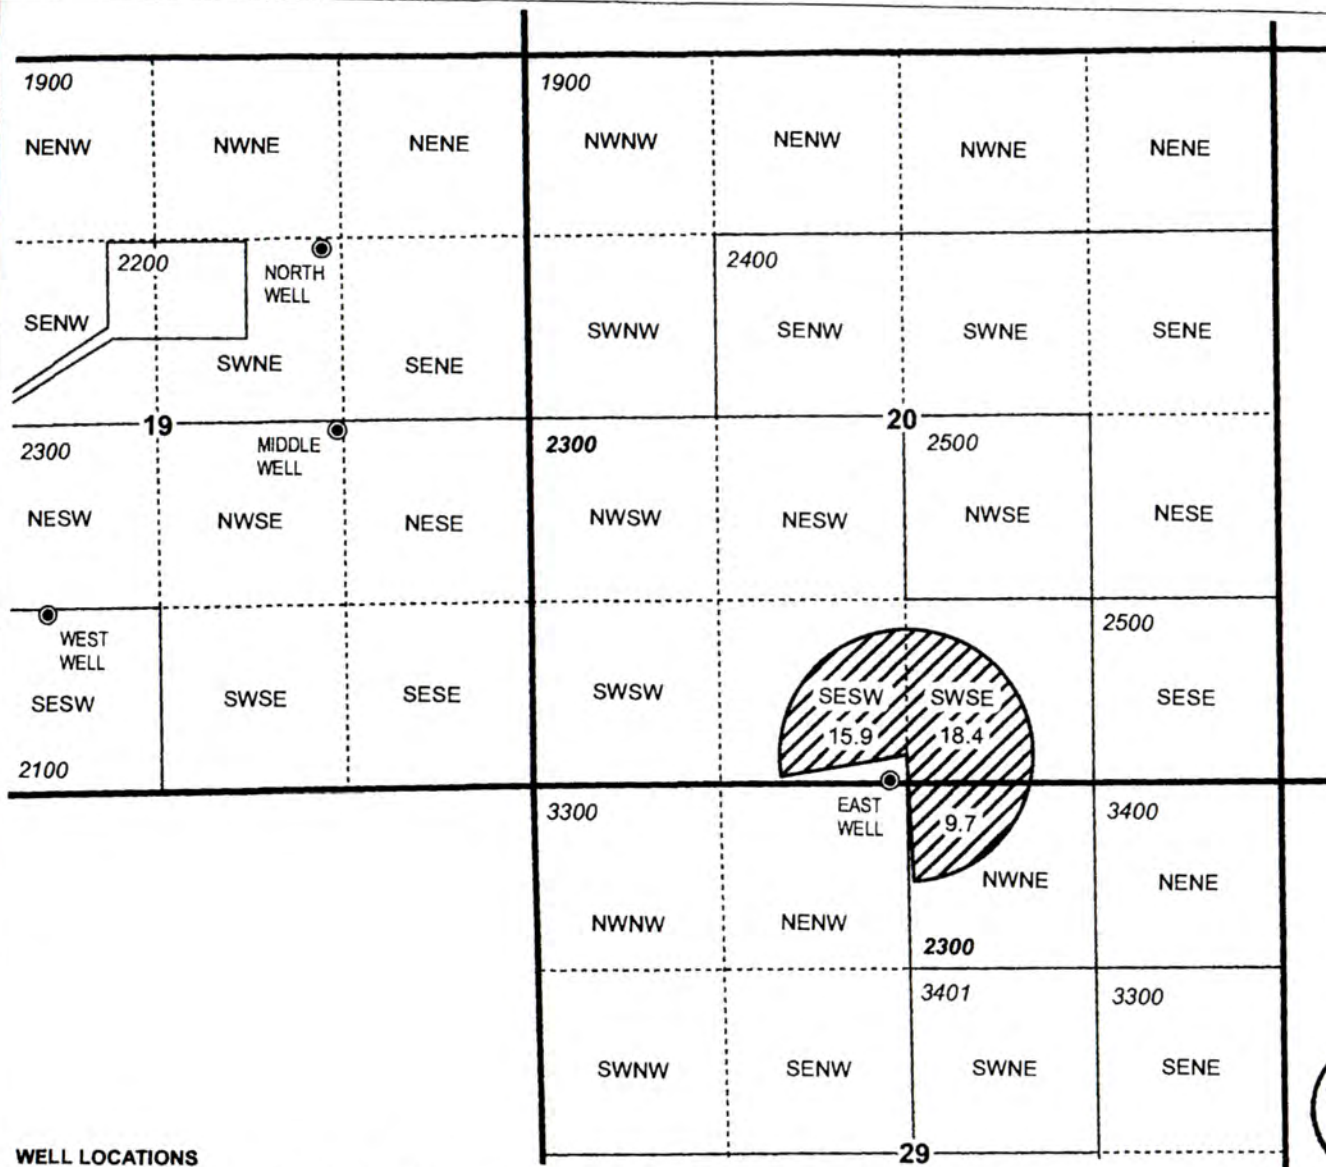 1900 1900
NENW NWNE NENE NWNW NENW NWNE NENE
2200 2400
NORTH
WELL
SENW SWNE SENE SWNW SENW SWNE SENE
19 20
2300 MIDDLE
WELL 2300 2500
NESW NWSE NESE NWSW NESW NWSE NESE
WEST
WELL 2500
SESW SWSE SESE SWSW SESW SWSE SESE
15.9 18.4
2100
3300 EAST
WELL 9.7 3400
NWNW NENW NWNE NENE
2300
3401 3300
SWNW SENW SWNE SENE
29
WELL LOCATIONS